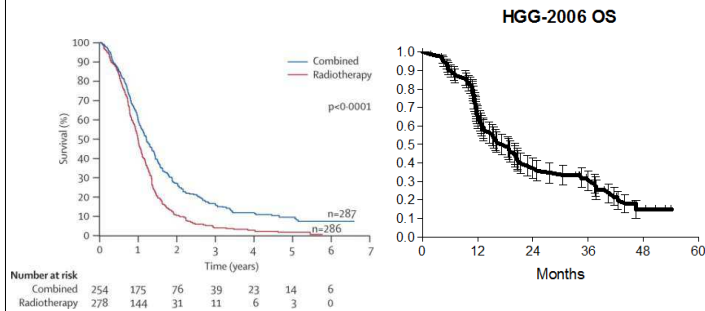 HGG-2006 OS
100
90
80
70
60
50
40
30
20
10
0
Survival (%)
Combined
Radiotherapy
p<0·0001
n=287
n=286
0 1 2 3 4 5 6 7
Time (years)
Number at risk
Combined 254 175 76 39 23 14 6
Radiotherapy 278 144 31 11 6 3 0
1.0
0.9
0.8
0.7
0.6
0.5
0.4
0.3
0.2
0.1
0.0
0 12 24 36 48 60
Months